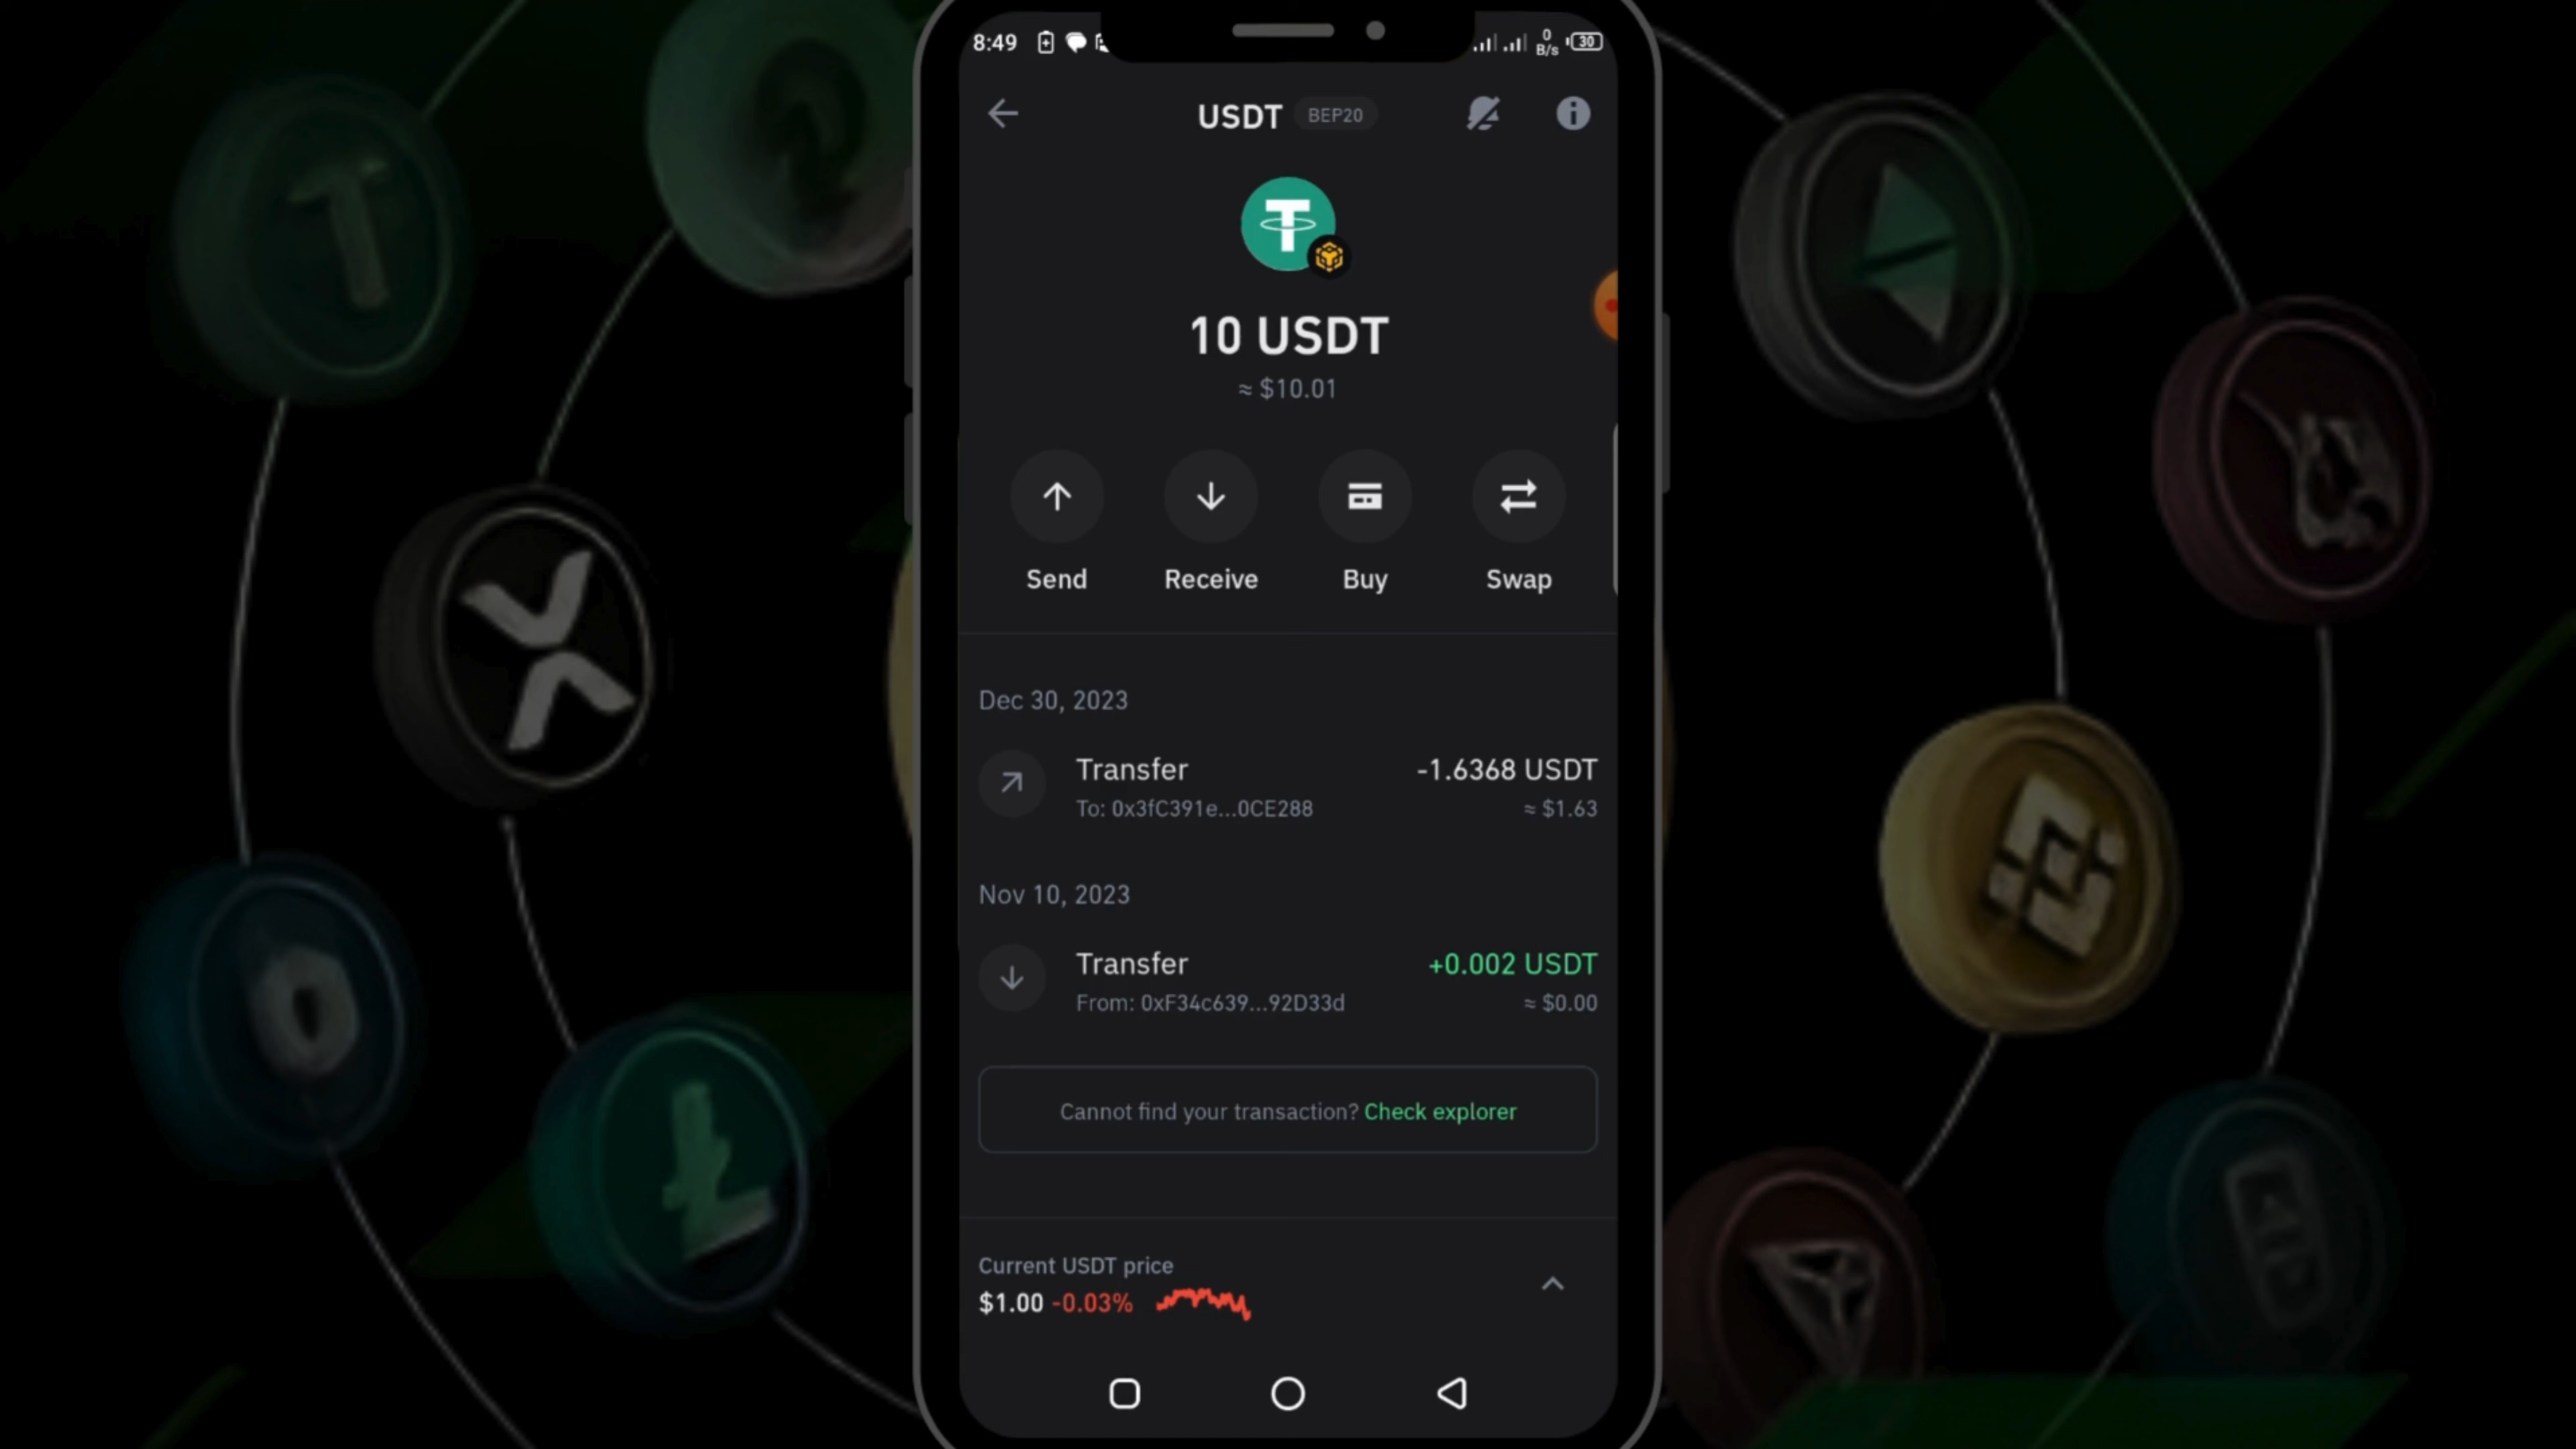 8:49
0
B/s
30
USDT BEP20
10 USDT
≈ $10.01
Send Receive Buy Swap
Dec 30, 2023
Transfer -1.6368 USDT
To: 0x3fC391e...0CE288 ≈ $1.63
Nov 10, 2023
Transfer +0.002 USDT
From: 0xF34c639...92D33d ≈ $0.00
Cannot find your transaction? Check explorer
Current USDT price
$1.00 -0.03%